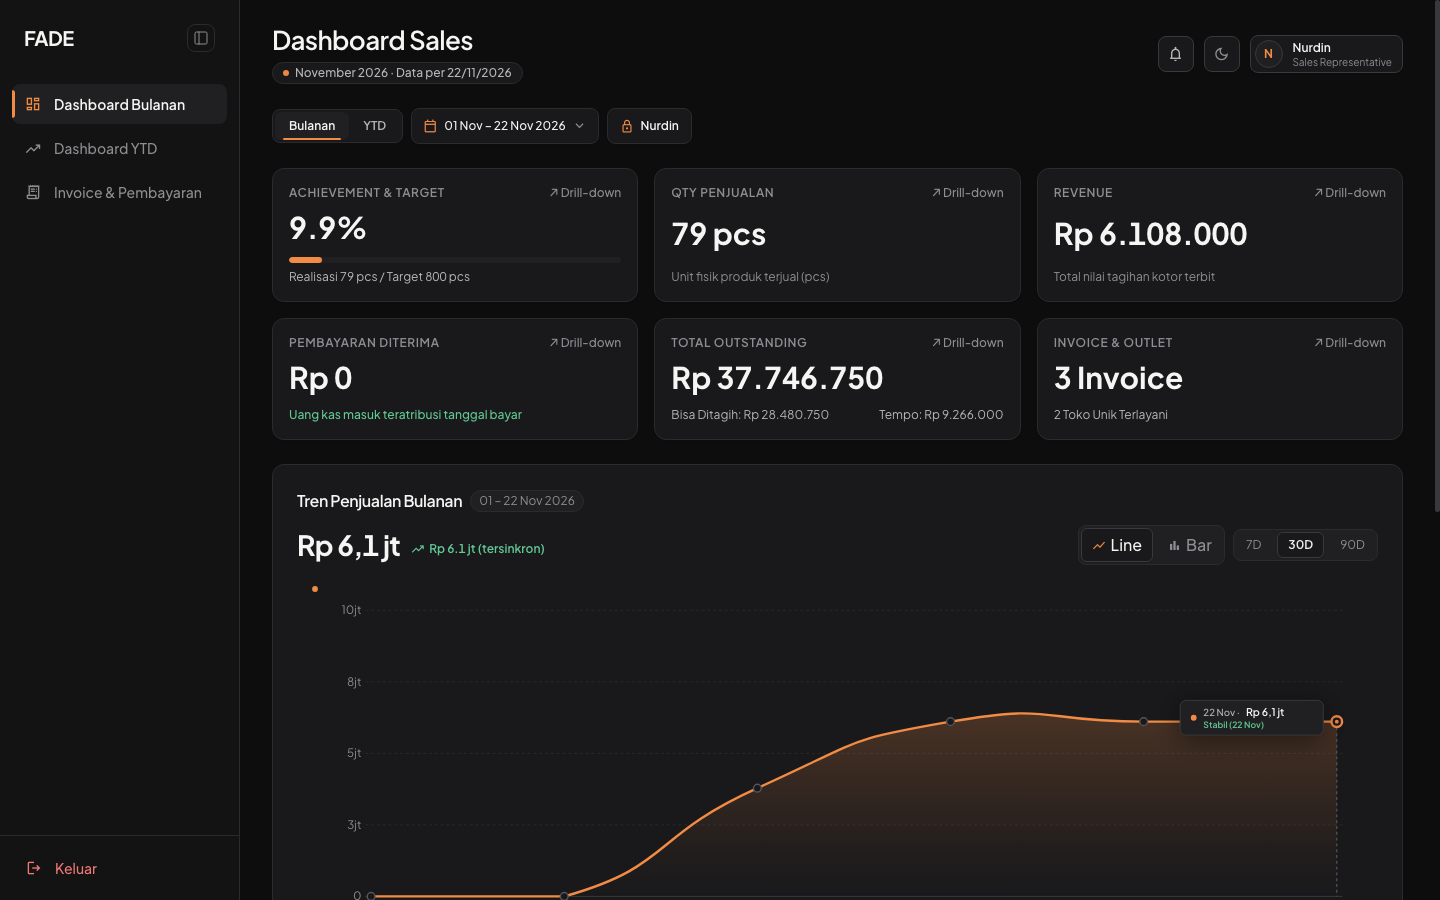 FADE
Dashboard Bulanan
Dashboard YTD
Invoice & Pembayaran
Keluar
Dashboard Sales
November 2026 · Data per 22/11/2026
N
Nurdin
Sales Representative
Bulanan
YTD
01 Nov – 22 Nov 2026
Nurdin
ACHIEVEMENT & TARGET
Drill-down
9.9%
Realisasi 79 pcs / Target 800 pcs
QTY PENJUALAN
Drill-down
79 pcs
Unit fisik produk terjual (pcs)
REVENUE
Drill-down
Rp 6.108.000
Total nilai tagihan kotor terbit
PEMBAYARAN DITERIMA
Drill-down
Rp 0
Uang kas masuk teratribusi tanggal bayar
TOTAL OUTSTANDING
Drill-down
Rp 37.746.750
Bisa Ditagih: Rp 28.480.750
Tempo: Rp 9.266.000
INVOICE & OUTLET
Drill-down
3 Invoice
2 Toko Unik Terlayani
Tren Penjualan Bulanan
01 – 22 Nov 2026
Rp 6,1 jt
Rp 6.1 jt (tersinkron)
Line
Bar
7D
30D
90D
10jt
8jt
5jt
3jt
0
22 Nov · Rp 6,1 jt
Stabil (22 Nov)